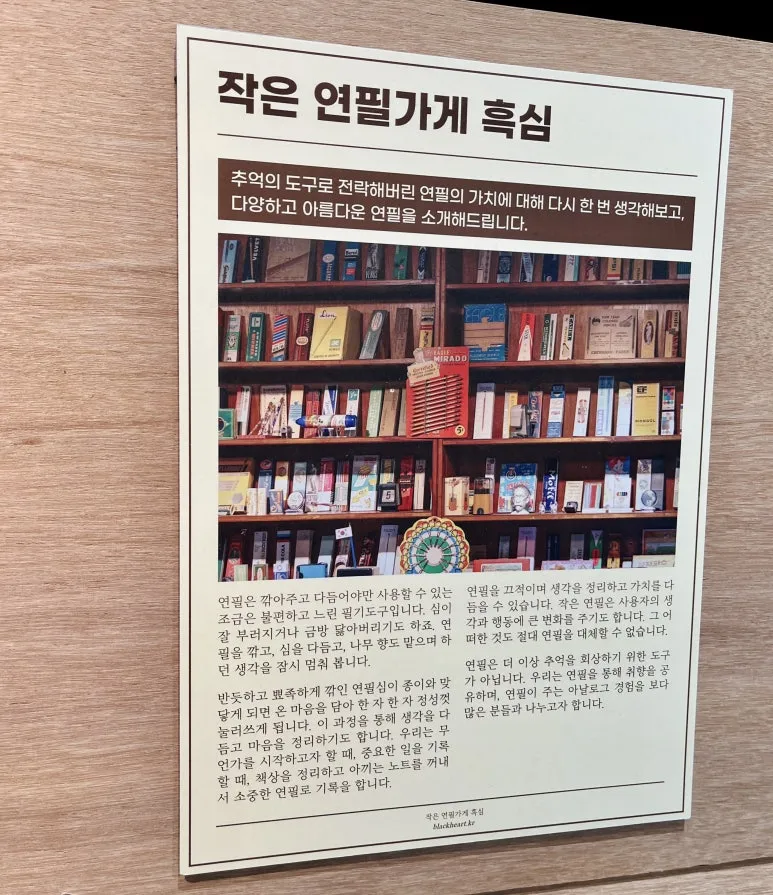 작은 연필가게 흑심
추억의 도구로 전락해버린 연필의 가치에 대해 다시 한 번 생각해보고,
다양하고 아름다운 연필을 소개해드립니다.
Lion
EAGLE
MIRADO
EF
MONGOL
5
연필은 깎아주고 다듬어야만 사용할 수 있는
조금은 불편하고 느린 필기도구입니다. 심이
잘 부러지거나 금방 닳아버리기도 하죠. 연
필을 깎고, 심을 다듬고, 나무 향도 맡으며 하
던 생각을 잠시 멈춰 봅니다.
반듯하고 뾰족하게 깎인 연필심이 종이와 맞
닿게 되면 온 마음을 담아 한 자 한 자 정성껏
눌러쓰게 됩니다. 이 과정을 통해 생각을 다
듬고 마음을 정리하기도 합니다. 우리는 무
언가를 시작하고자 할 때, 중요한 일을 기록
할 때, 책상을 정리하고 아끼는 노트를 꺼내
서 소중한 연필로 기록을 합니다.
연필을 끄적이며 생각을 정리하고 가치를 다
듬을 수 있습니다. 작은 연필은 사용자의 생
각과 행동에 큰 변화를 주기도 합니다. 그 어
떠한 것도 절대 연필을 대체할 수 없습니다.
연필은 더 이상 추억을 회상하기 위한 도구
가 아닙니다. 우리는 연필을 통해 취향을 공
유하며, 연필이 주는 아날로그 경험을 보다
많은 분들과 나누고자 합니다.
작은 연필가게 흑심
blackheart.kr